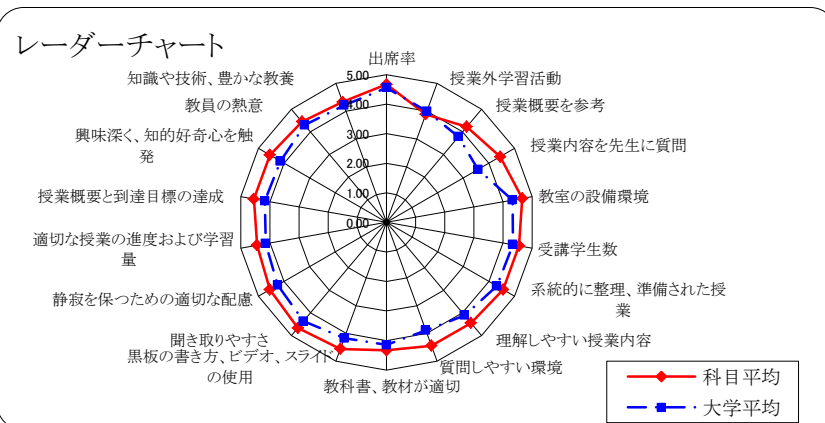 レーダーチャート
出席率
授業外学習活動
授業概要を参考
授業内容を先生に質問
教室の設備環境
受講学生数
系統的に整理、準備された授
業
理解しやすい授業内容
質問しやすい環境
教科書、教材が適切
黒板の書き方、ビデオ、スライド
の使用
聞き取りやすさ
静寂を保つための適切な配慮
適切な授業の進度および学習
量
授業概要と到達目標の達成
興味深く、知的好奇心を触
発
教員の熱意
知識や技術、豊かな教養
5.00
4.00
3.00
2.00
1.00
0.00
科目平均
大学平均